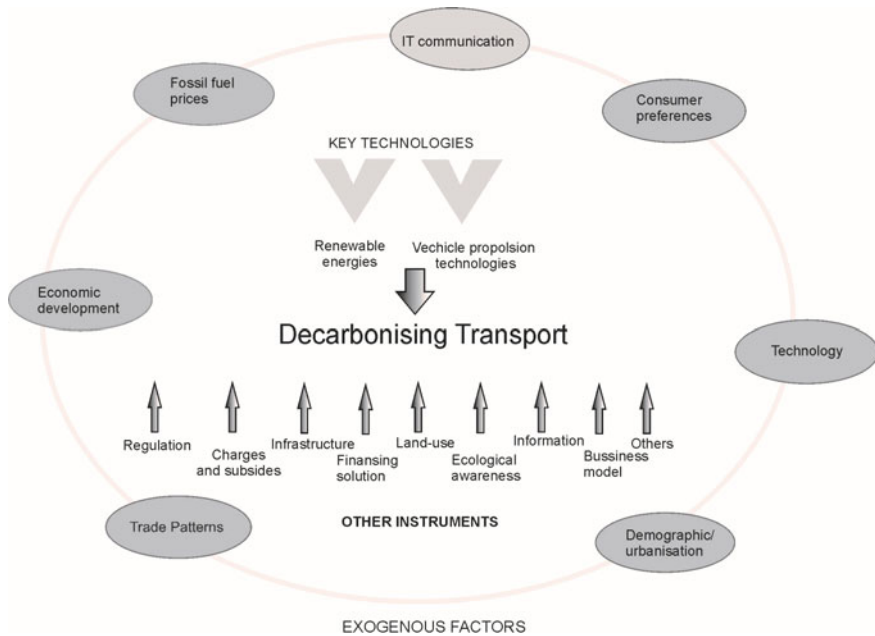 IT communication
Fossil fuel
prices
Consumer
preferences
KEY TECHNOLOGIES
Renewable
energies
Vechicle propolsion
technologies
Economic
development
Decarbonising Transport
Technology
Regulation
Charges
and subsides
Infrastructure
Finansing
solution
Land-use
Ecological
awareness
Information
Bussiness
model
Others
Trade Patterns
OTHER INSTRUMENTS
Demographic/
urbanisation
EXOGENOUS FACTORS